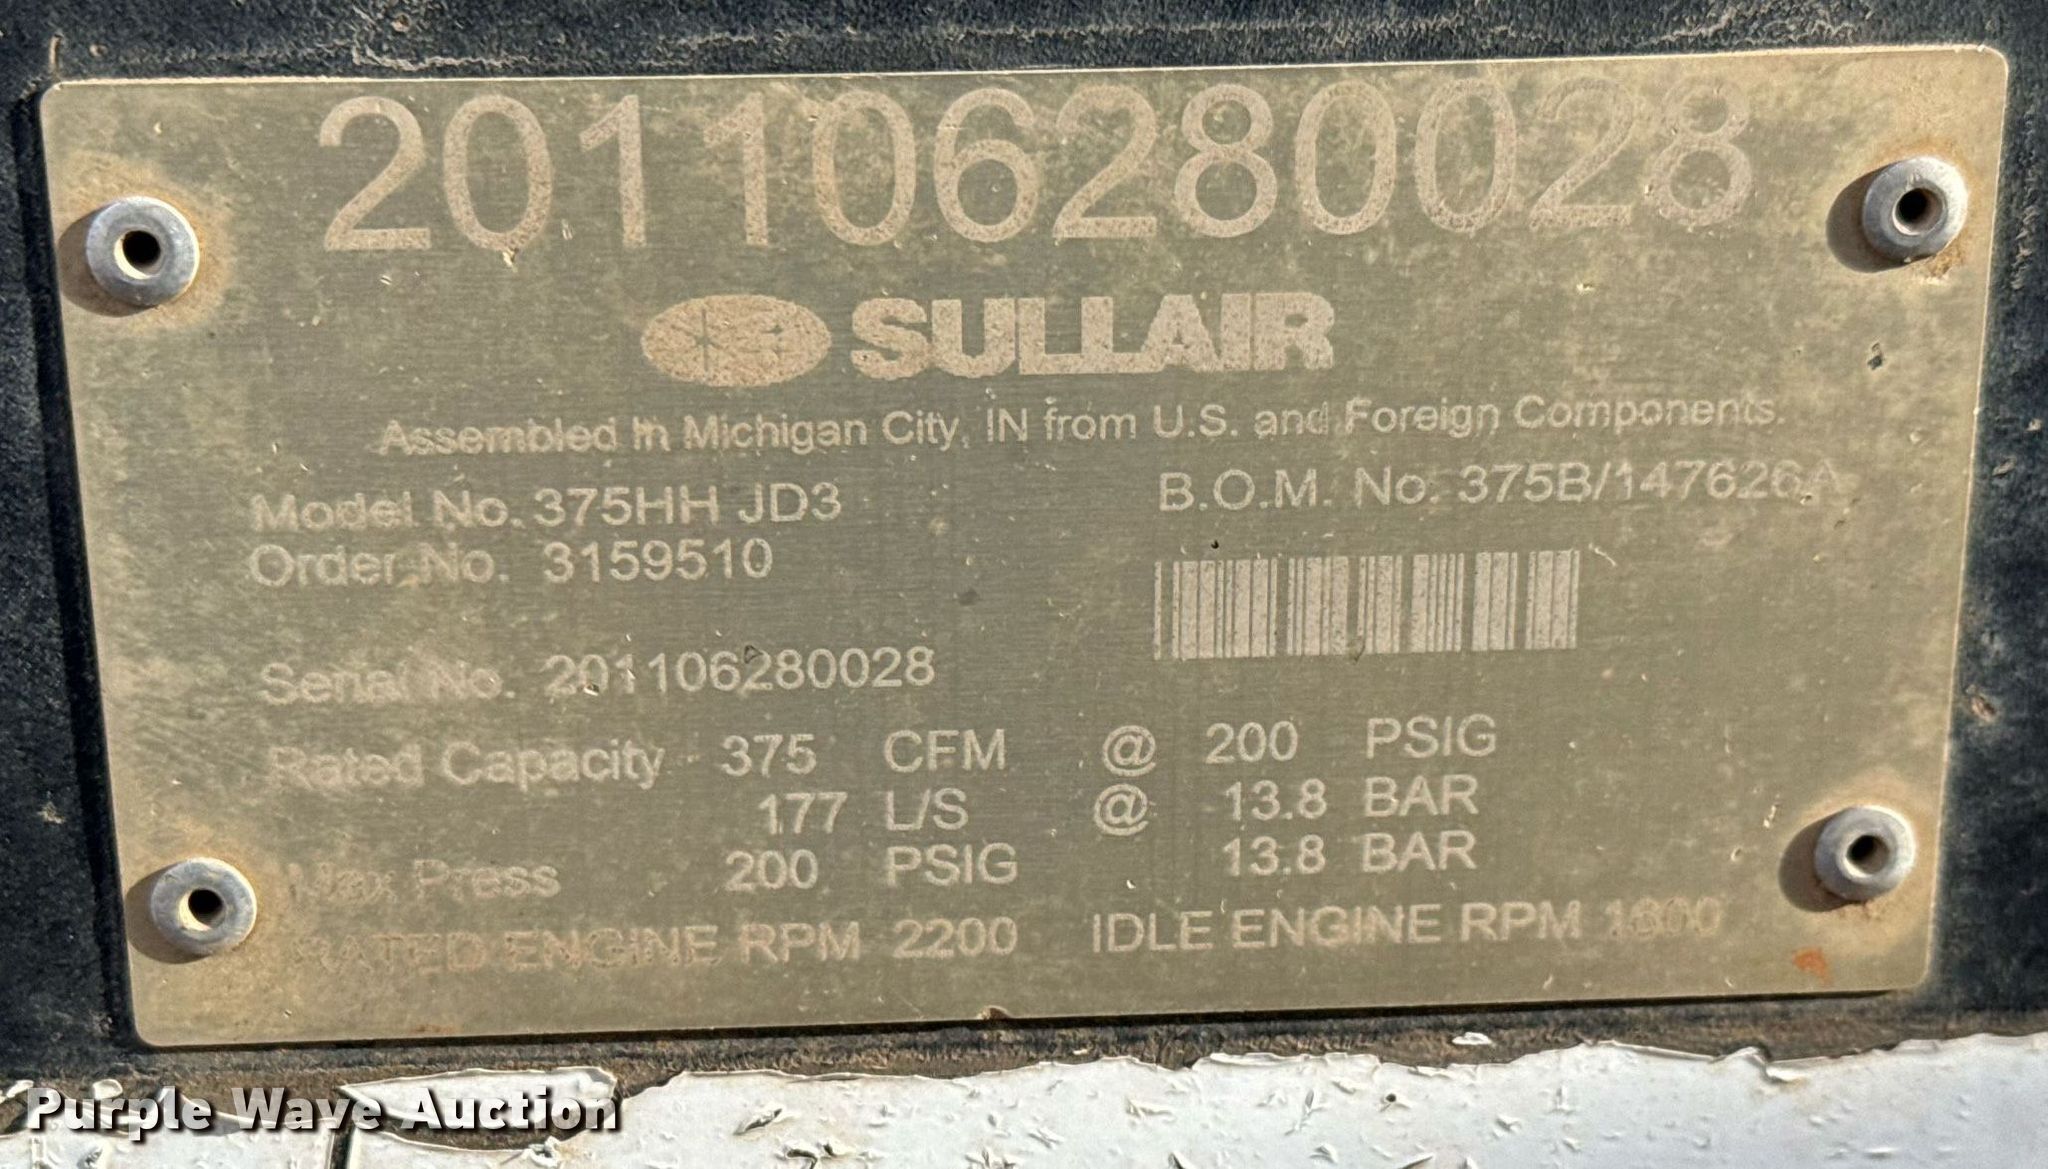 201106280028
SULLAIR
Assembled in Michigan City, IN from U.S. and Foreign Components.
Model No. 375HH JD3
B.O.M. No. 375B/147626A
Order No. 3159510
Serial No. 201106280028
Rated Capacity 375 CFM @ 200 PSIG
177 L/S @ 13.8 BAR
Max Press 200 PSIG 13.8 BAR
RATED ENGINE RPM 2200 IDLE ENGINE RPM
Purple Wave Auction